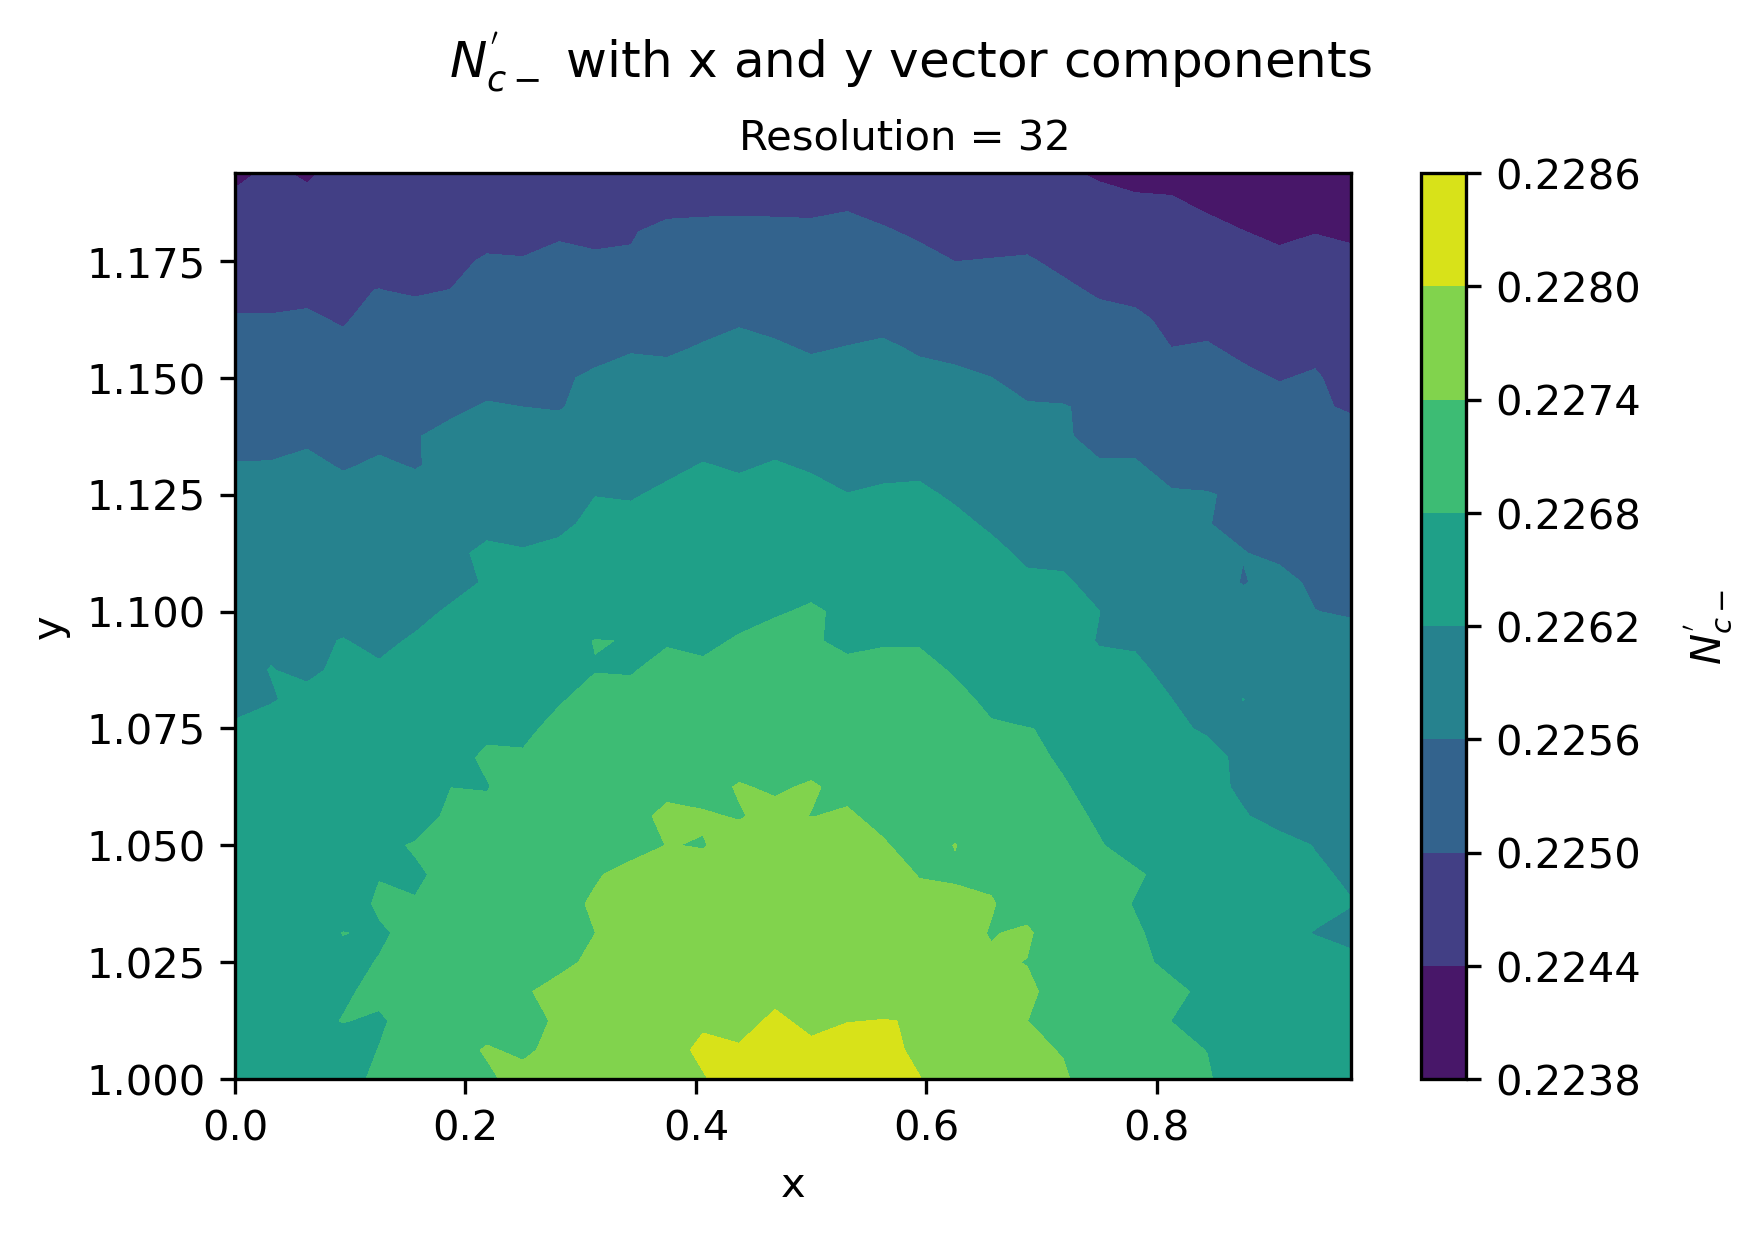 N'c− with x and y vector components
Resolution = 32
y
1.175
1.150
1.125
1.100
1.075
1.050
1.025
1.000
0.0 0.2 0.4 0.6 0.8
x
0.2286
0.2280
0.2274
0.2268
0.2262
0.2256
0.2250
0.2244
0.2238
N'c−